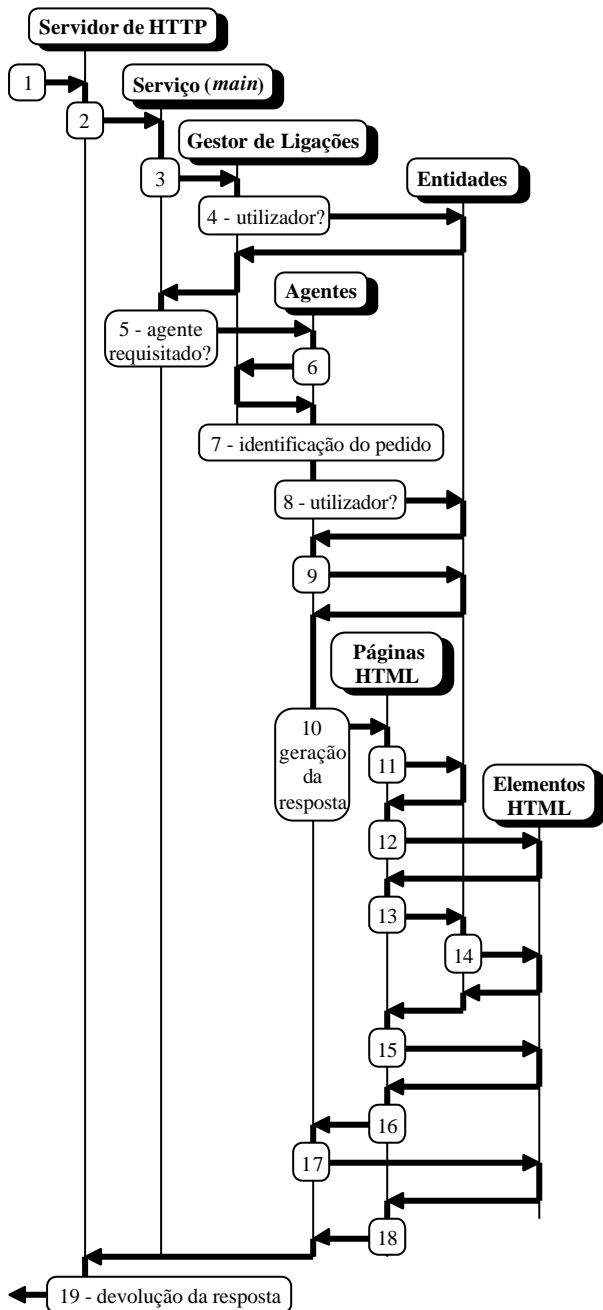 Servidor de HTTP
1
Serviço (main)
2
Gestor de Ligações
3
Entidades
4 - utilizador?
Agentes
5 - agente
requisitado?
6
7 - identificação do pedido
8 - utilizador?
9
Páginas
HTML
10
geração
da
resposta
11
Elementos
HTML
12
13
14
15
16
17
18
19 - devolução da resposta